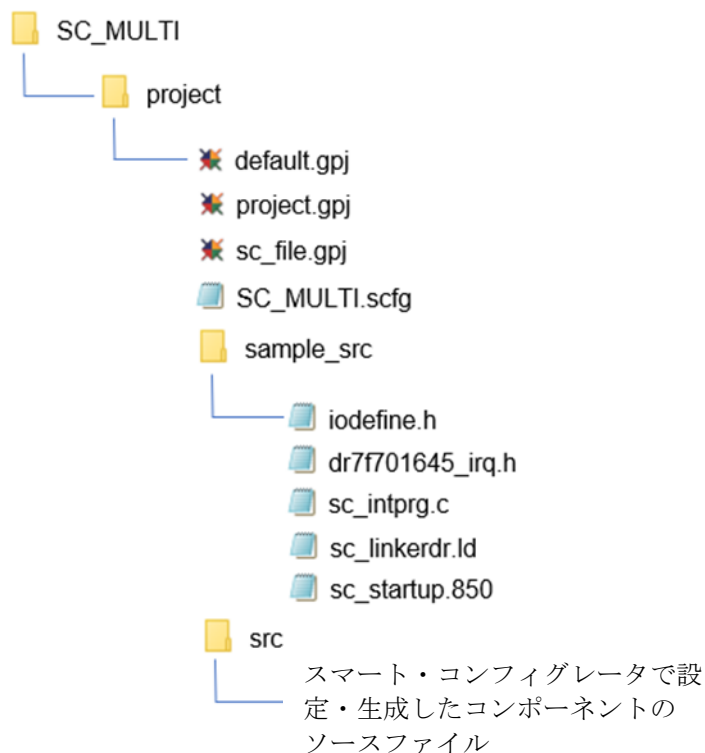 SC_MULTI
project
default.gpj
project.gpj
sc_file.gpj
SC_MULTI.scfg
sample_src
iodefine.h
dr7f701645_irq.h
sc_intprg.c
sc_linkerdr.ld
sc_startup.850
src
スマート・コンフィグレータで設
定・生成したコンポーネントの
ソースファイル